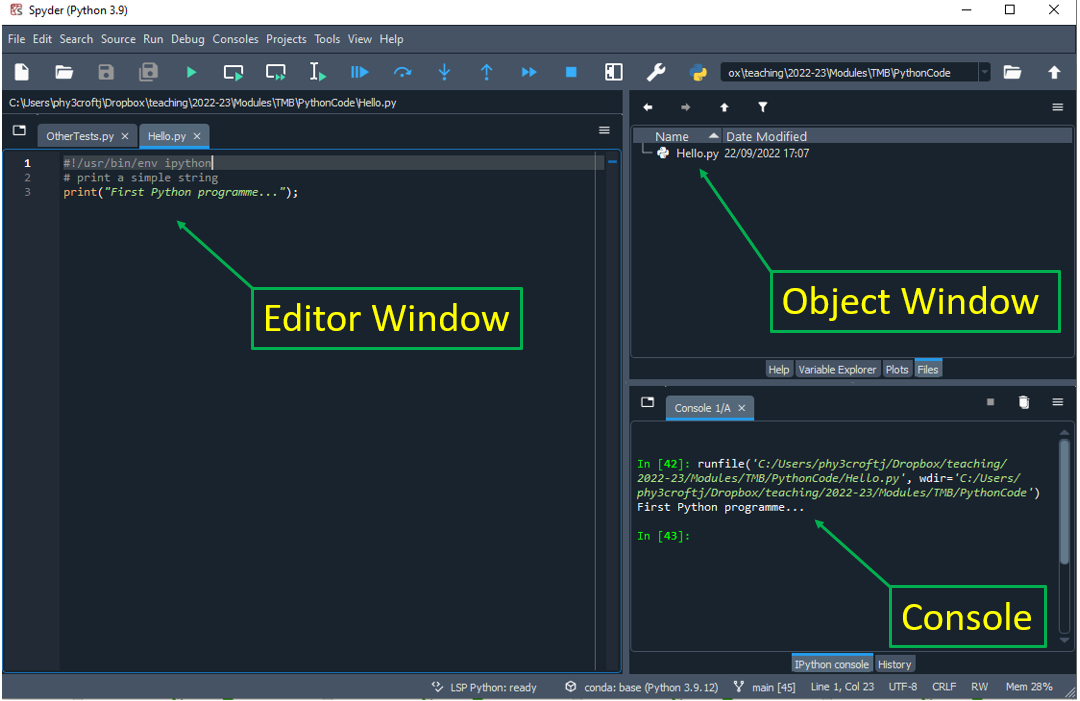 Spyder (Python 3.9)
File Edit Search Source Run Debug Consoles Projects Tools View Help
ox\teaching\2022-23\Modules\TMB\PythonCode
C:\Users\phy3croftj\Dropbox\teaching\2022-23\Modules\TMB\PythonCode\Hello.py
OtherTests.py Hello.py
1 #!/usr/bin/env ipython
2 # print a simple string
3 print("First Python programme...");
Editor Window
Name Date Modified
Hello.py 22/09/2022 17:07
Object Window
Help Variable Explorer Plots Files
Console 1/A
In [42]: runfile('C:/Users/phy3croftj/Dropbox/teaching/
2022-23/Modules/TMB/PythonCode/Hello.py', wdir='C:/Users/
phy3croftj/Dropbox/teaching/2022-23/Modules/TMB/PythonCode')
First Python programme...
In [43]:
Console
IPython console History
LSP Python: ready conda: base (Python 3.9.12) main [45] Line 1, Col 23 UTF-8 CRLF RW Mem 28%